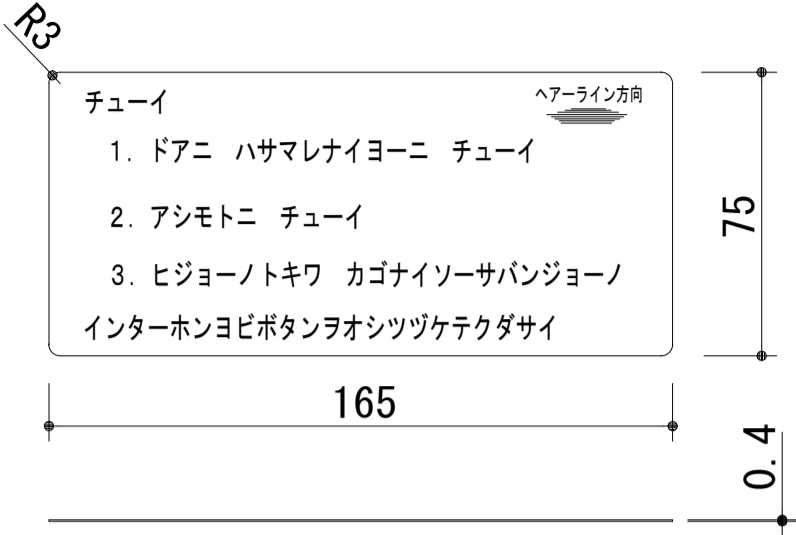 R3
チューイ
ヘアーライン方向
1. ドアニ　ハサマレナイヨーニ　チューイ
2. アシモトニ　チューイ
3. ヒジョーノトキワ　カゴナイソーサバンジョーノ
インターホンヨビボタンヲオシツヅケテクダサイ
75
165
0.4